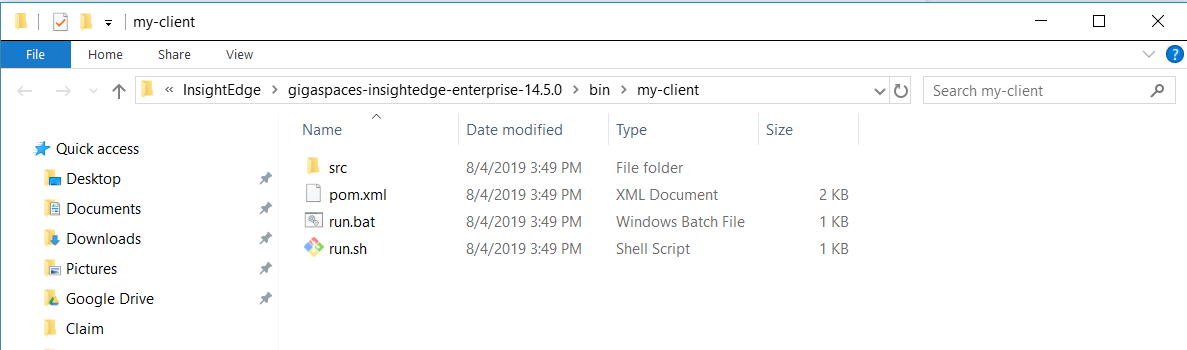 my-client
File Home Share View ?
« InsightEdge > gigaspaces-insightedge-enterprise-14.5.0 > bin > my-client Search my-client
Name Date modified Type Size
Quick access
src 8/4/2019 3:49 PM File folder
Desktop
pom.xml 8/4/2019 3:49 PM XML Document 2 KB
Documents
run.bat 8/4/2019 3:49 PM Windows Batch File 1 KB
Downloads
run.sh 8/4/2019 3:49 PM Shell Script 1 KB
Pictures
Google Drive
Claim